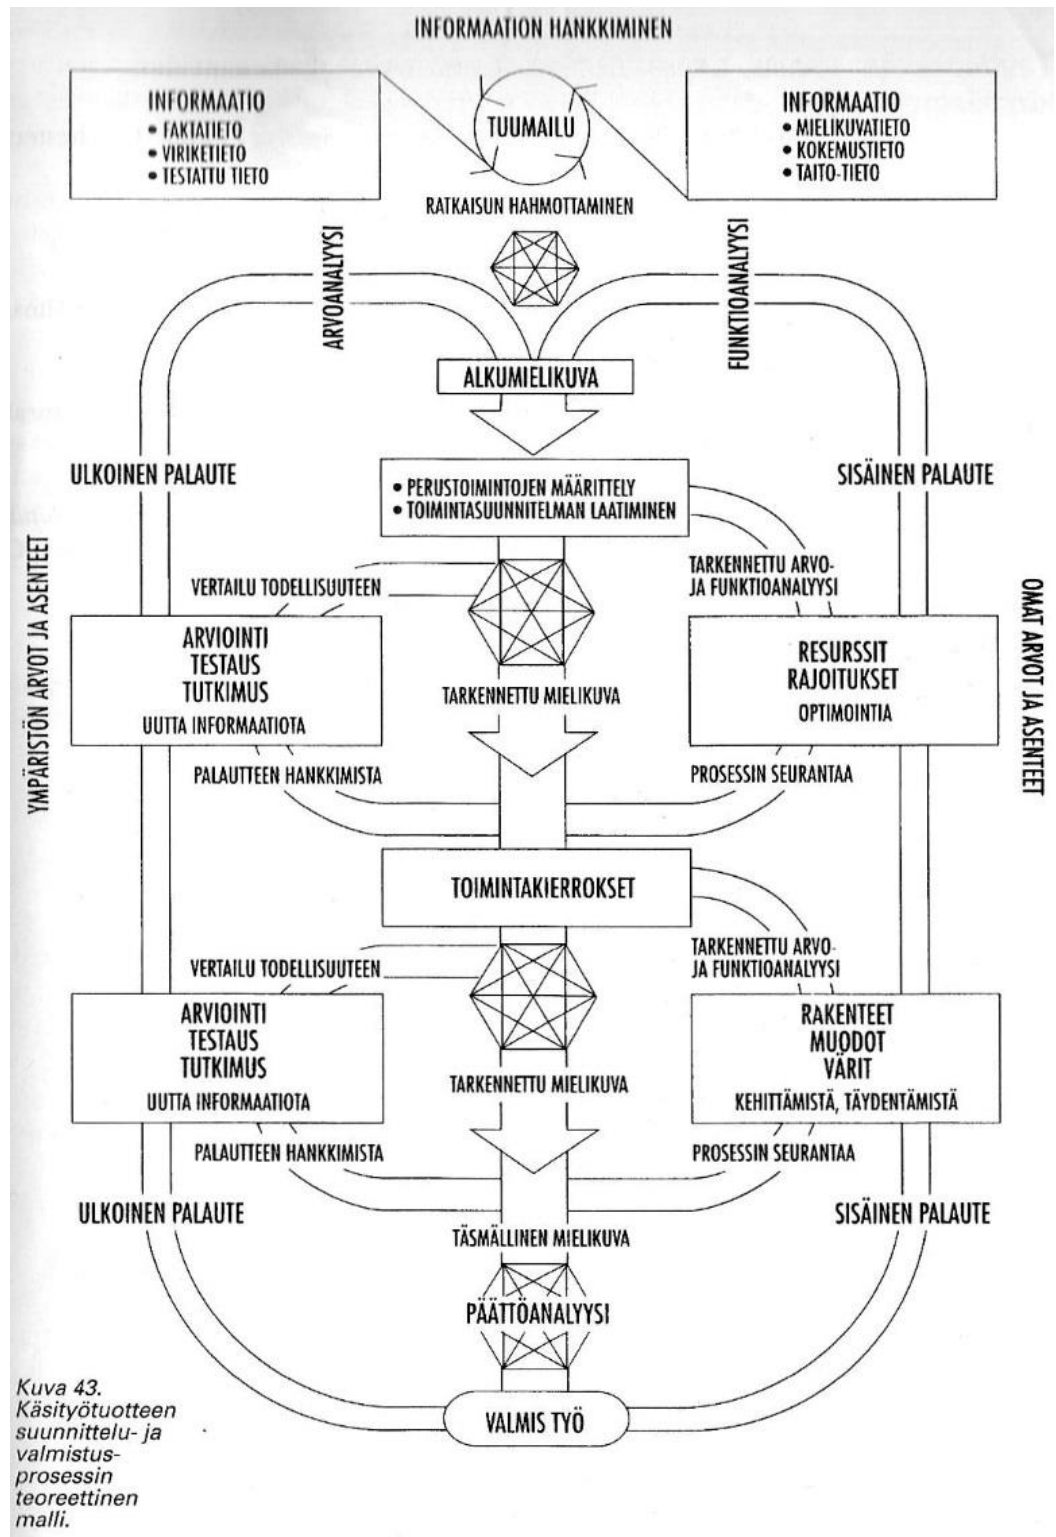 INFORMAATION HANKKIMINEN
INFORMAATIO
• FAKTATIETO
• VIRIKETIETO
• TESTATTU TIETO
TUUMAILU
INFORMAATIO
• MIELIKUVATIETO
• KOKEMUSTIETO
• TAITO-TIETO
RATKAISUN HAHMOTTAMINEN
ARVOANALYYSI
FUNKTIOANALYYSI
ALKUMIELIKUVA
ULKOINEN PALAUTE
SISÄINEN PALAUTE
• PERUSTOIMINTOJEN MÄÄRITTELY
• TOIMINTASUUNNITELMAN LAATIMINEN
YMPÄRISTÖN ARVOT JA ASENTEET
OMAT ARVOT JA ASENTEET
VERTAILU TODELLISUUTEEN
TARKENNETTU ARVO-
JA FUNKTIOANALYYSI
ARVIOINTI
TESTAUS
TUTKIMUS
UUTTA INFORMAATIOTA
RESURSSIT
RAJOITUKSET
OPTIMOINTIA
TARKENNETTU MIELIKUVA
PALAUTTEEN HANKKIMISTA
PROSESSIN SEURANTAA
TOIMINTAKIERROKSET
VERTAILU TODELLISUUTEEN
TARKENNETTU ARVO-
JA FUNKTIOANALYYSI
ARVIOINTI
TESTAUS
TUTKIMUS
UUTTA INFORMAATIOTA
RAKENTEET
MUODOT
VÄRIT
KEHITTÄMISTÄ, TÄYDENTÄMISTÄ
TARKENNETTU MIELIKUVA
PALAUTTEEN HANKKIMISTA
PROSESSIN SEURANTAA
ULKOINEN PALAUTE
SISÄINEN PALAUTE
TÄSMÄLLINEN MIELIKUVA
PÄÄTTÖANALYYSI
VALMIS TYÖ
Kuva 43.
Käsityötuotteen
suunnittelu- ja
valmistus-
prosessin
teoreettinen
malli.